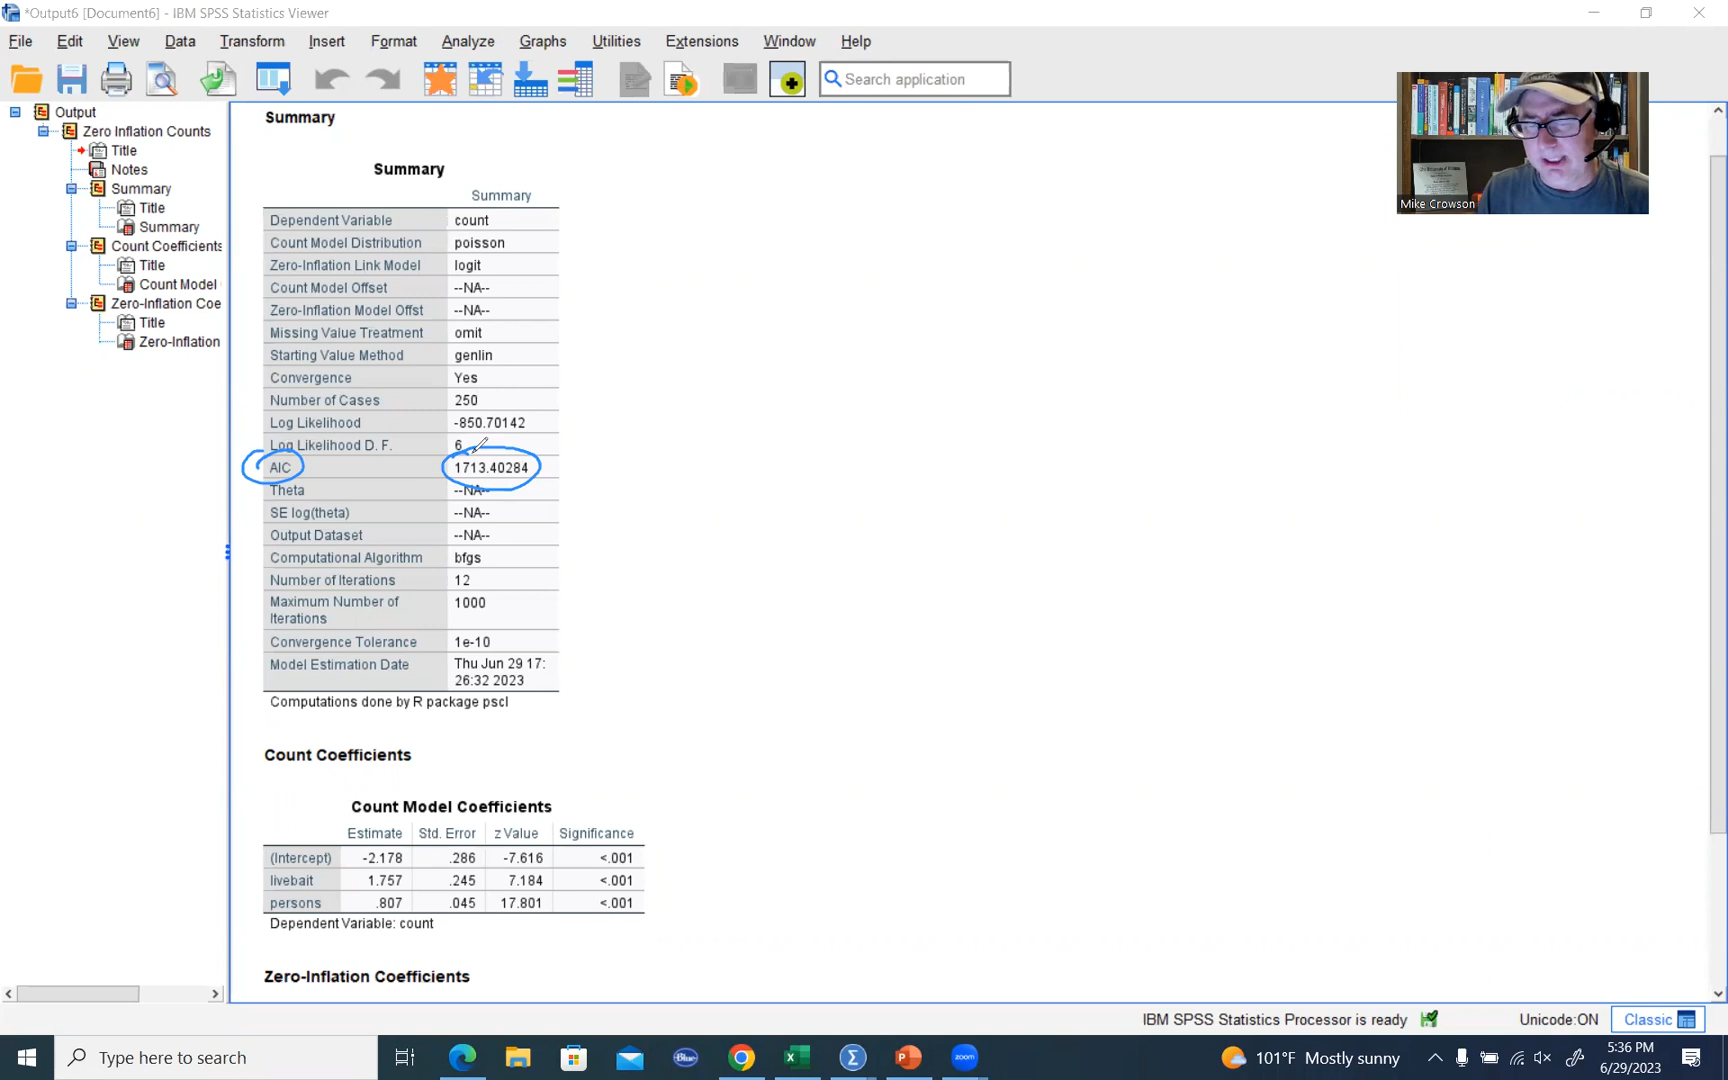 *Output6 [Document6] - IBM SPSS Statistics Viewer
File Edit View Data Transform Insert Format Analyze Graphs Utilities Extensions Window Help
Search application
Output
Zero Inflation Counts
Title
Notes
Summary
Title
Summary
Count Coefficients
Title
Count Model
Zero-Inflation Coe
Title
Zero-Inflation
Summary
Summary
Summary
Dependent Variable count
Count Model Distribution poisson
Zero-Inflation Link Model logit
Count Model Offset --NA--
Zero-Inflation Model Offst --NA--
Missing Value Treatment omit
Starting Value Method genlin
Convergence Yes
Number of Cases 250
Log Likelihood -850.70142
Log Likelihood D. F. 6
AIC 1713.40284
Theta --NA--
SE log(theta) --NA--
Output Dataset --NA--
Computational Algorithm bfgs
Number of Iterations 12
Maximum Number of 1000
Iterations
Convergence Tolerance 1e-10
Model Estimation Date Thu Jun 29 17:
26:32 2023
Computations done by R package pscl
Count Coefficients
Count Model Coefficients
Estimate Std. Error z Value Significance
(Intercept) -2.178 .286 -7.616 <.001
livebait 1.757 .245 7.184 <.001
persons .807 .045 17.801 <.001
Dependent Variable: count
Zero-Inflation Coefficients
Mike Crowson
IBM SPSS Statistics Processor is ready Unicode:ON Classic
Type here to search
Blue
zoom
101°F Mostly sunny
5:36 PM
6/29/2023